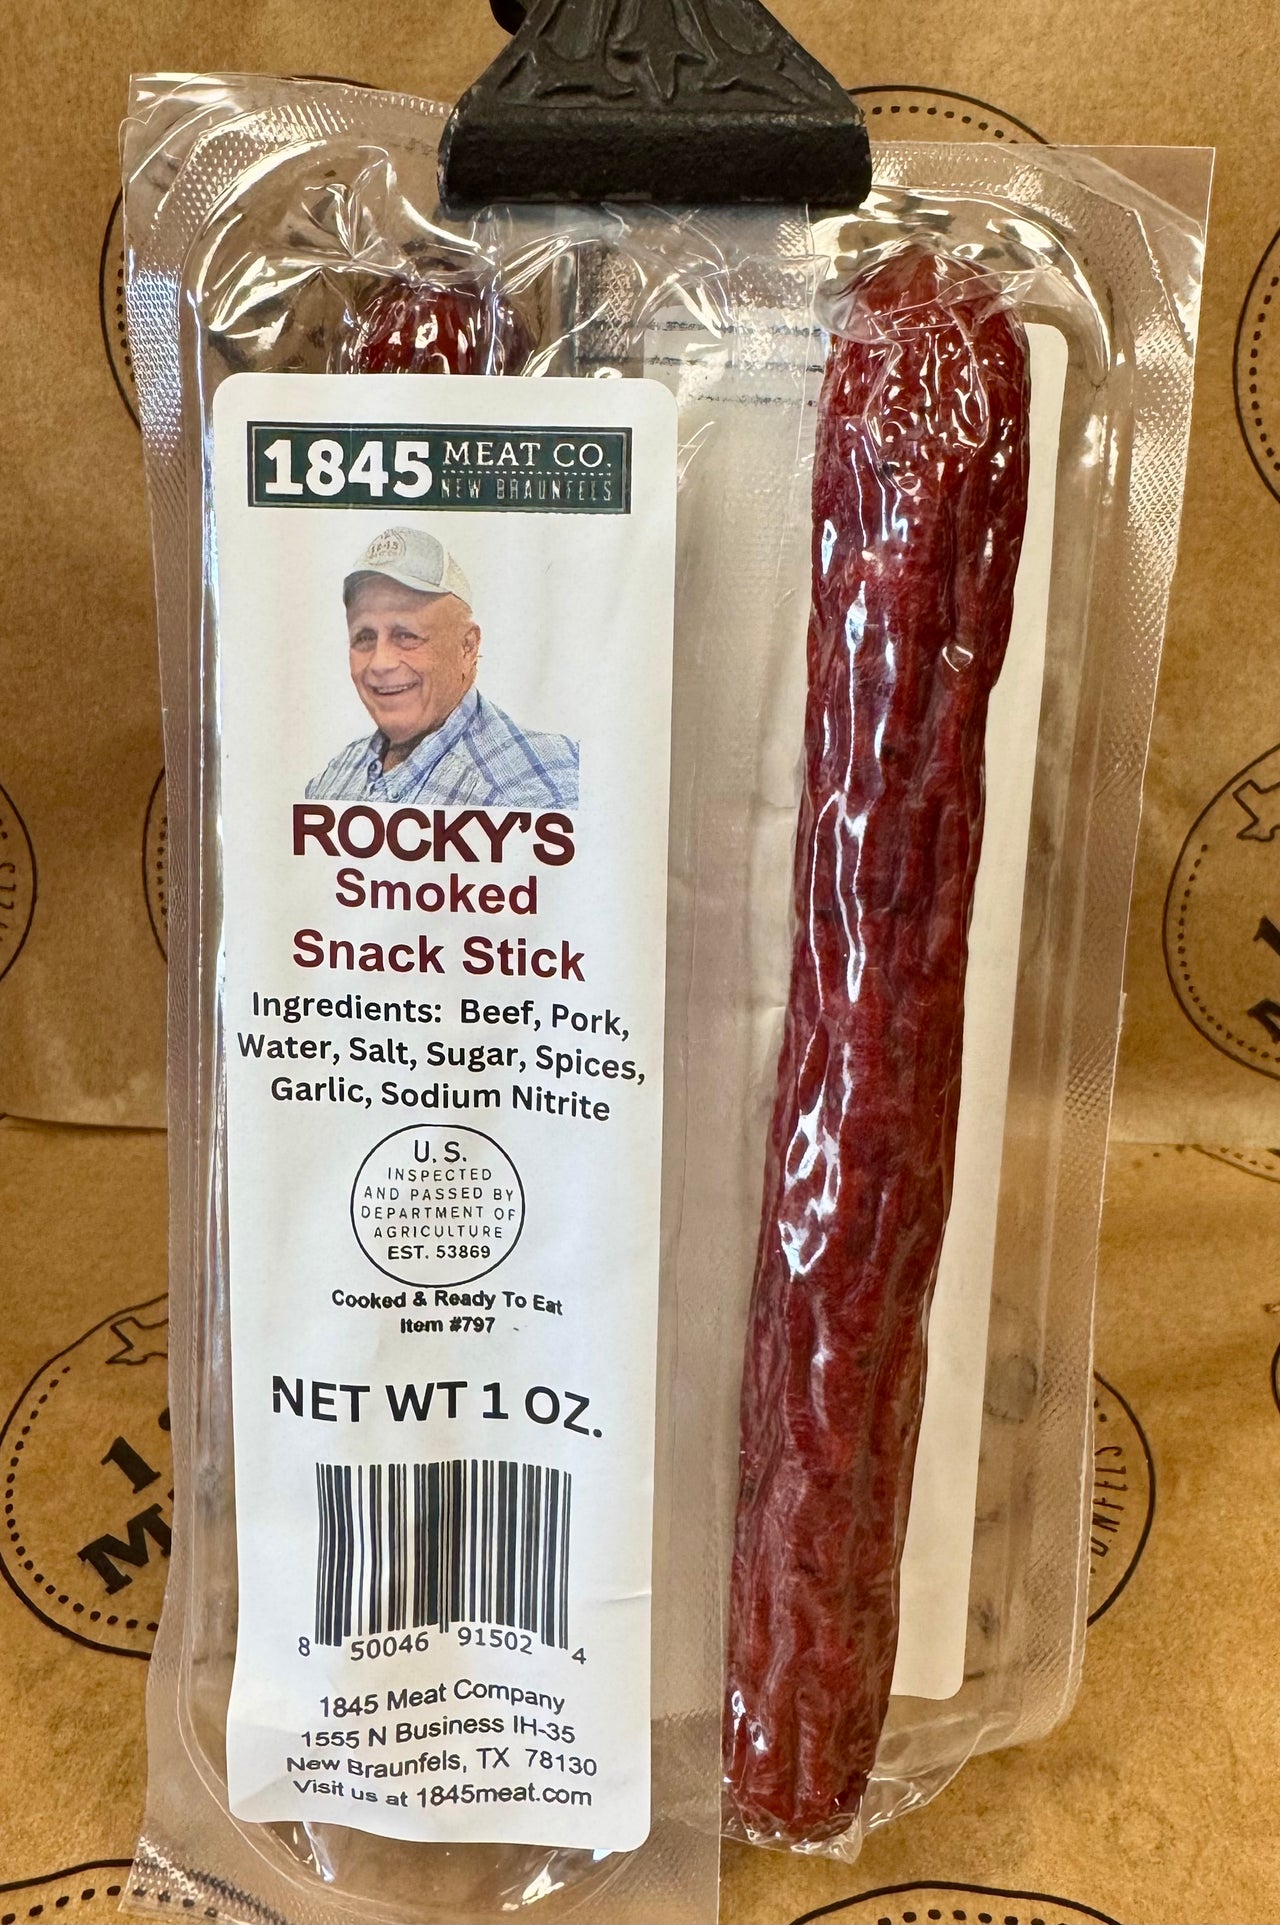 1845 MEAT CO.
NEW BRAUNFELS
ROCKY'S
Smoked
Snack Stick
Ingredients: Beef, Pork,
Water, Salt, Sugar, Spices,
Garlic, Sodium Nitrite
U. S.
INSPECTED
AND PASSED BY
DEPARTMENT OF
AGRICULTURE
EST. 53869
Cooked & Ready To Eat
Item #797
NET WT 1 OZ.
8 50046 91502 4
1845 Meat Company
1555 N Business IH-35
New Braunfels, TX 78130
Visit us at 1845meat.com